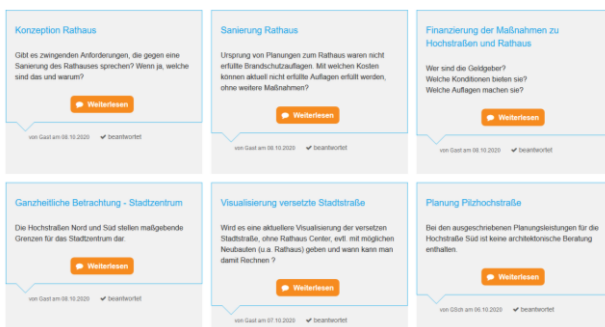 Konzeption Rathaus
Gibt es zwingenden Anforderungen, die gegen eine
Sanierung des Rathauses sprechen? Wenn ja, welche
sind das und warum?
Weiterlesen
von Gast am 08.10.2020 beantwortet
Sanierung Rathaus
Ursprung von Planungen zum Rathaus waren nicht
erfüllte Brandschutzauflagen. Mit welchen Kosten
können aktuell nicht erfüllte Auflagen erfüllt werden,
ohne weitere Maßnahmen?
Weiterlesen
von Gast am 08.10.2020 beantwortet
Finanzierung der Maßnahmen zu
Hochstraßen und Rathaus
Wer sind die Geldgeber?
Welche Konditionen bieten sie?
Welche Auflagen machen sie?
Weiterlesen
von Gast am 08.10.2020 beantwortet
Ganzheitliche Betrachtung - Stadtzentrum
Die Hochstraßen Nord und Süd stellen maßgebende
Grenzen für das Stadtzentrum dar.
Weiterlesen
von Gast am 08.10.2020 beantwortet
Visualisierung versetzte Stadtstraße
Wird es eine aktuellere Visualisierung der versetzen
Stadtstraße, ohne Rathaus Center, evtl. mit möglichen
Neubauten (u.a. Rathaus) geben und wann kann man
damit Rechnen ?
Weiterlesen
von Gast am 07.10.2020 beantwortet
Planung Pilzhochstraße
Bei den ausgeschriebenen Planungsleistungen für die
Hochstraße Süd ist keine architektonische Beratung
enthalten.
Weiterlesen
von am 06.10.2020 beantwortet